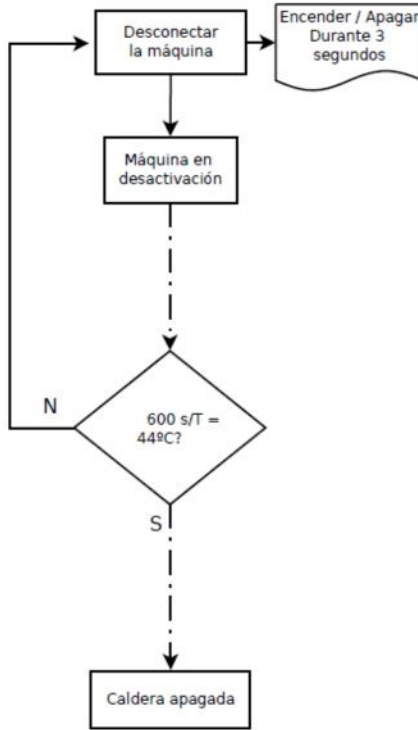 Desconectar
la máquina
Encender / Apagar
Durante 3
segundos
Máquina en
desactivación
600 s/T =
44ºC?
N
S
Caldera apagada